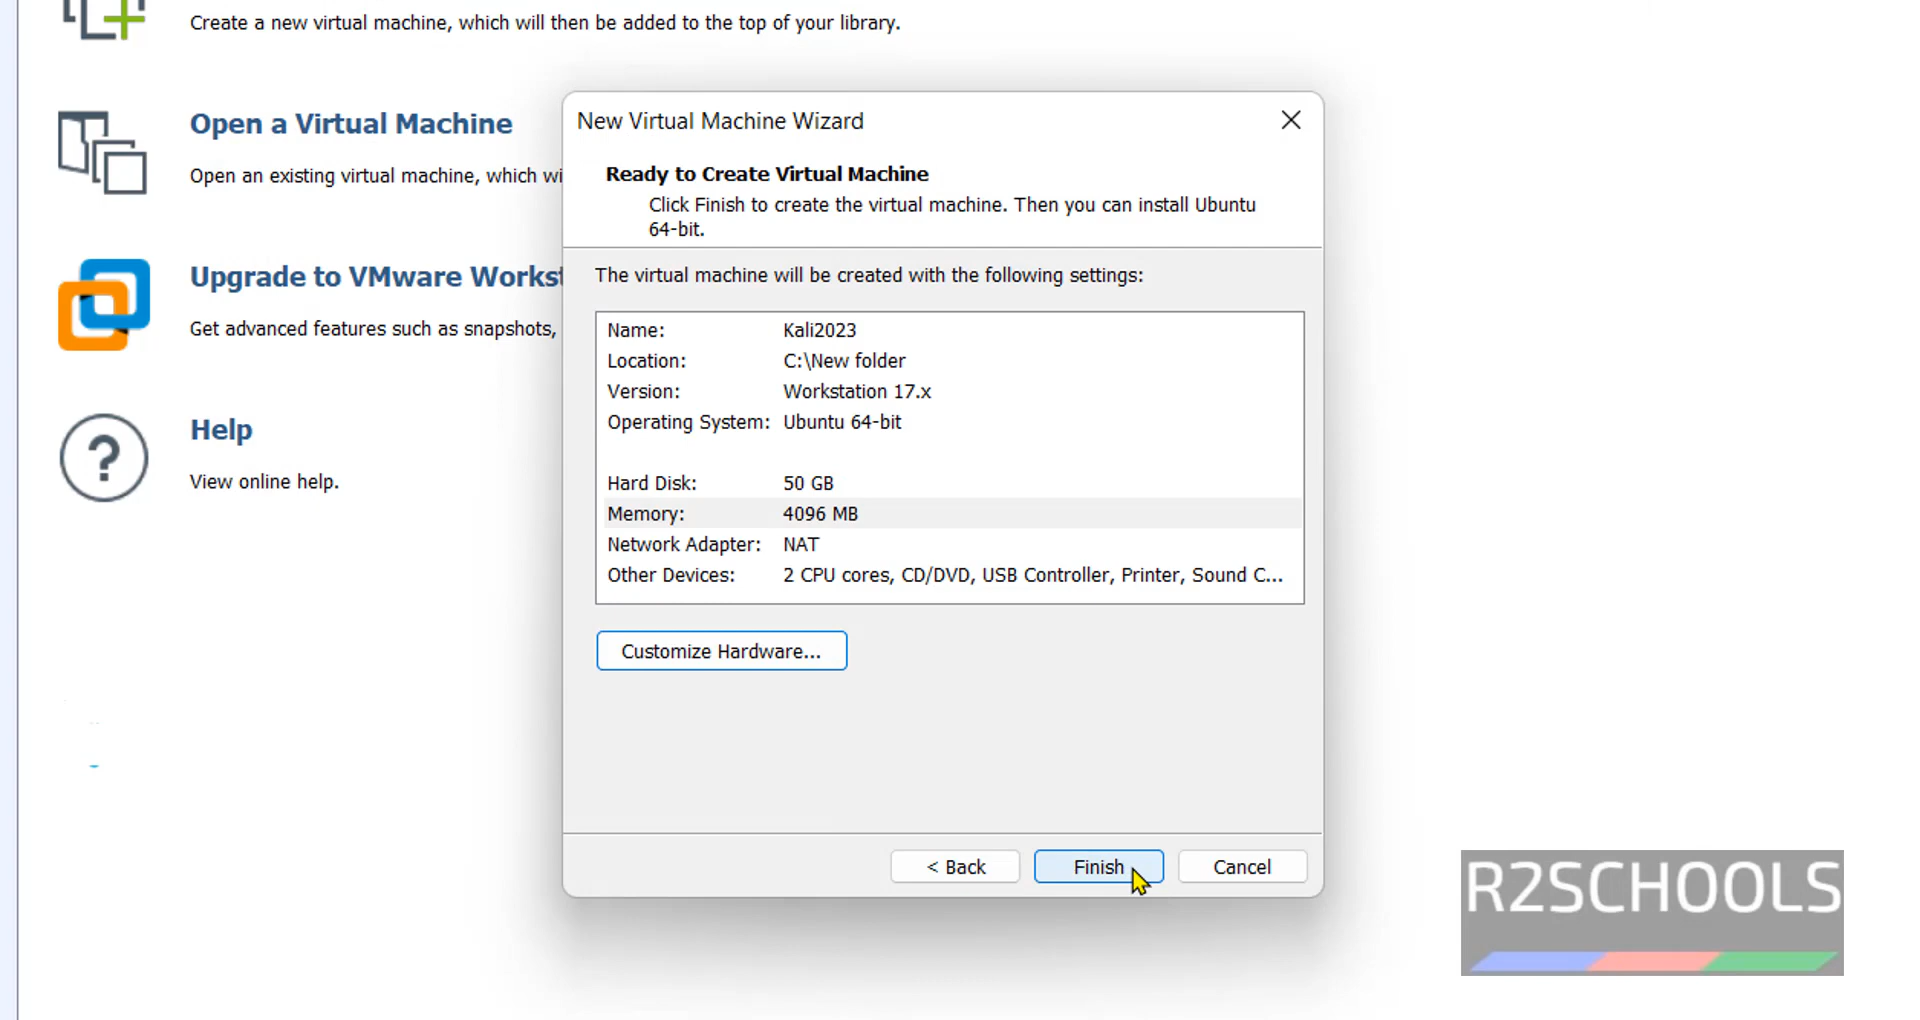 Create a new virtual machine, which will then be added to the top of your library.
Open a Virtual Machine
Open an existing virtual machine, which wi
Upgrade to VMware Workst
Get advanced features such as snapshots,
Help
View online help.
New Virtual Machine Wizard
Ready to Create Virtual Machine
Click Finish to create the virtual machine. Then you can install Ubuntu
64-bit.
The virtual machine will be created with the following settings:
Name: Kali2023
Location: C:\New folder
Version: Workstation 17.x
Operating System: Ubuntu 64-bit
Hard Disk: 50 GB
Memory: 4096 MB
Network Adapter: NAT
Other Devices: 2 CPU cores, CD/DVD, USB Controller, Printer, Sound C...
Customize Hardware...
< Back Finish Cancel
R2SCHOOLS